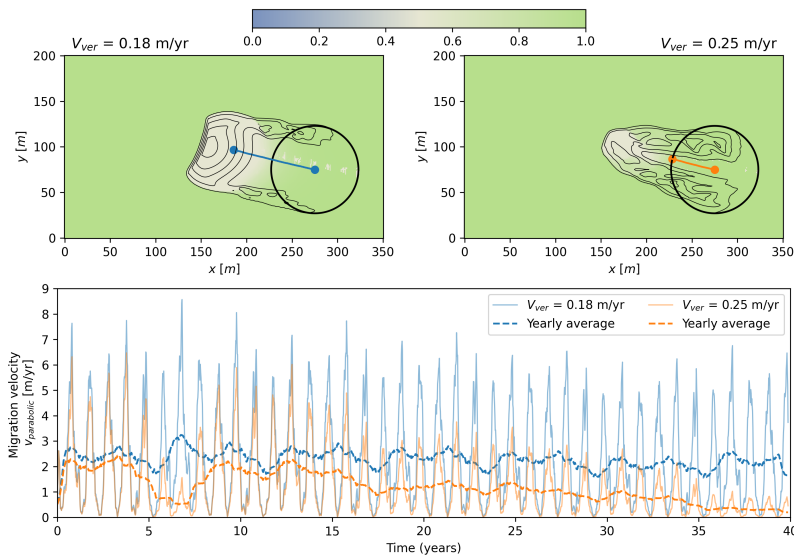 V_ver = 0.18 m/yr
V_ver = 0.25 m/yr
0.0 0.2 0.4 0.6 0.8 1.0
200
150
100
50
0
y [m]
0 50 100 150 200 250 300 350
x [m]
200
150
100
50
0
y [m]
0 50 100 150 200 250 300 350
x [m]
9
8
7
6
5
4
3
2
1
0
Migration velocity
v_parabolic [m/yr]
V_ver = 0.18 m/yr
Yearly average
V_ver = 0.25 m/yr
Yearly average
0 5 10 15 20 25 30 35 40
Time (years)